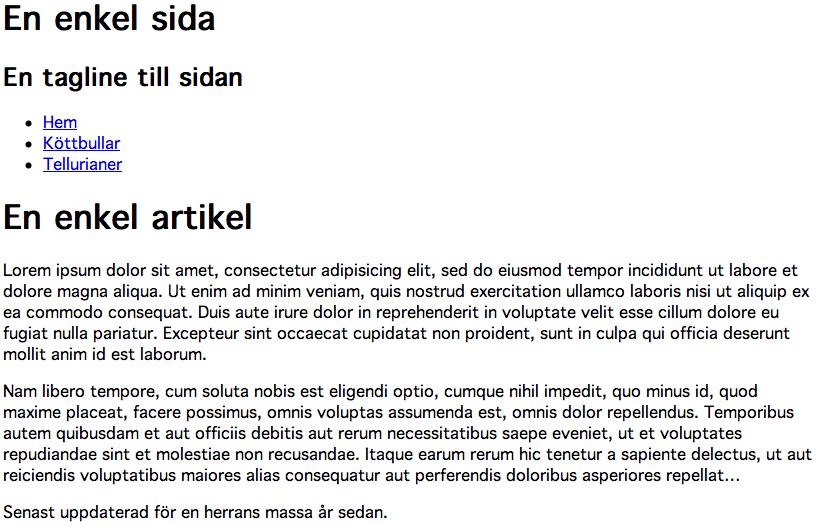 En enkel sida
En tagline till sidan
Hem
Köttbullar
Tellurianer
En enkel artikel
Lorem ipsum dolor sit amet, consectetur adipisicing elit, sed do eiusmod tempor incididunt ut labore et
dolore magna aliqua. Ut enim ad minim veniam, quis nostrud exercitation ullamco laboris nisi ut aliquip ex
ea commodo consequat. Duis aute irure dolor in reprehenderit in voluptate velit esse cillum dolore eu
fugiat nulla pariatur. Excepteur sint occaecat cupidatat non proident, sunt in culpa qui officia deserunt
mollit anim id est laborum.
Nam libero tempore, cum soluta nobis est eligendi optio, cumque nihil impedit, quo minus id, quod
maxime placeat, facere possimus, omnis voluptas assumenda est, omnis dolor repellendus. Temporibus
autem quibusdam et aut officiis debitis aut rerum necessitatibus saepe eveniet, ut et voluptates
repudiandae sint et molestiae non recusandae. Itaque earum rerum hic tenetur a sapiente delectus, ut aut
reiciendis voluptatibus maiores alias consequatur aut perferendis doloribus asperiores repellat...
Senast uppdaterad för en herrans massa år sedan.